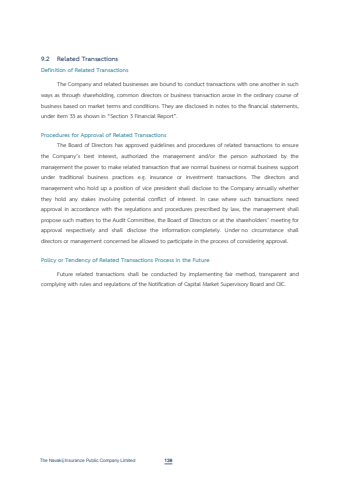 9.2 Related Transactions
Definition of Related Transactions
The Company and related businesses are bound to conduct transactions with one another in such
ways as through shareholding, common directors or business transaction arose in the ordinary course of
business based on market terms and conditions. They are disclosed in notes to the financial statements,
under item 33 as shown in "Section 3 Financial Report".
Procedures for Approval of Related Transactions
The Board of Directors has approved guidelines and procedures of related transactions to ensure
the Company's best interest, authorized the management and/or the person authorized by the
management the power to make related transaction that are normal business or normal business support
under traditional business practices e.g. insurance or investment transactions. The directors and
management who hold up a position of vice president shall disclose to the Company annually whether
they hold any stakes involving potential conflict of interest. In case where such transactions need
approval in accordance with the regulations and procedures prescribed by law, the management shall
propose such matters to the Audit Committee, the Board of Directors or at the shareholders' meeting for
approval respectively and shall disclose the information completely. Under no circumstance shall
directors or management concerned be allowed to participate in the process of considering approval.
Policy or Tendency of Related Transactions Process in the Future
Future related transactions shall be conducted by implementing fair method, transparent and
complying with rules and regulations of the Notification of Capital Market Supervisory Board and OIC.
The Navakij Insurance Public Company Limited 138